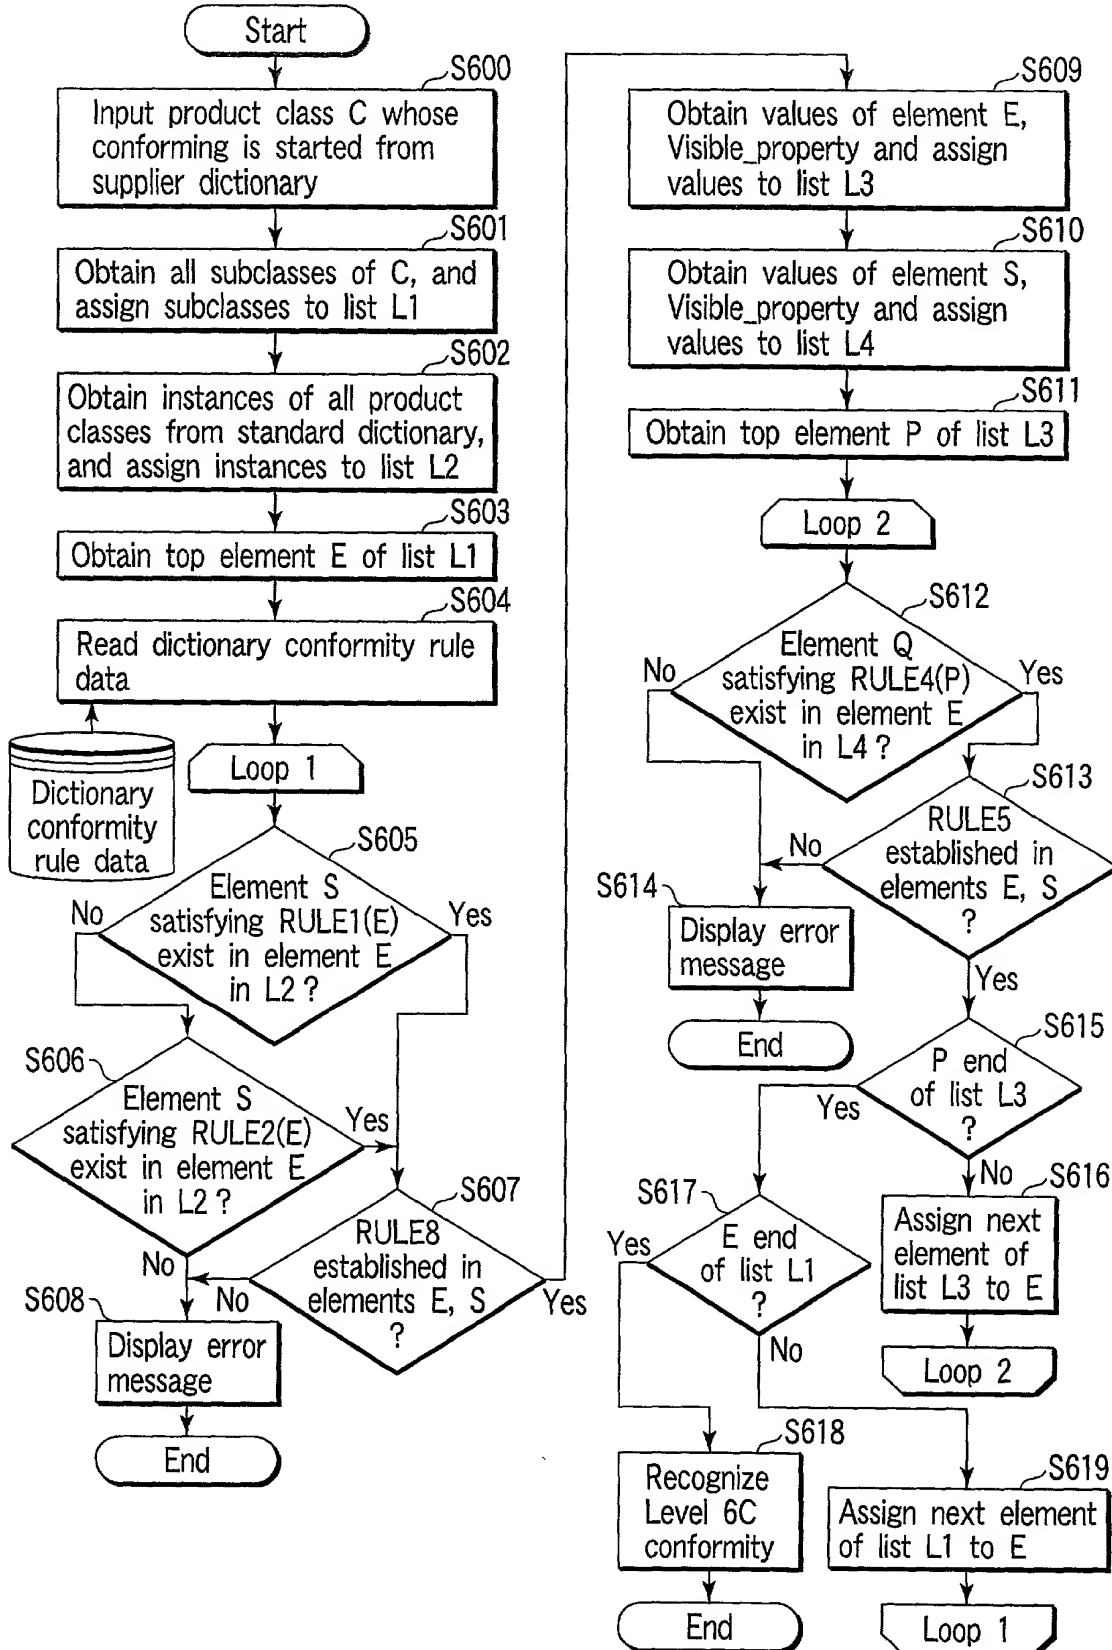 Start
S600
Input product class C whose
conforming is started from
supplier dictionary
S601
Obtain all subclasses of C, and
assign subclasses to list L1
S602
Obtain instances of all product
classes from standard dictionary,
and assign instances to list L2
S603
Obtain top element E of list L1
S604
Read dictionary conformity rule
data
Dictionary
conformity
rule data
Loop 1
S605
Element S
satisfying RULE1(E)
exist in element E
in L2 ?
No
Yes
S606
Element S
satisfying RULE2(E)
exist in element E
in L2 ?
Yes
No
S607
RULE8
established in
elements E, S
?
No
Yes
S608
Display error
message
End
S609
Obtain values of element E,
Visible_property and assign
values to list L3
S610
Obtain values of element S,
Visible_property and assign
values to list L4
S611
Obtain top element P of list L3
Loop 2
S612
Element Q
satisfying RULE4(P)
exist in element E
in L4 ?
No
Yes
S613
RULE5
established in
elements E, S
?
No
Yes
S614
Display error
message
End
S615
P end
of list L3
?
Yes
No
S616
Assign next
element of
list L3 to E
Loop 2
S617
E end
of list L1
?
Yes
No
S618
Recognize
Level 6C
conformity
End
S619
Assign next element
of list L1 to E
Loop 1